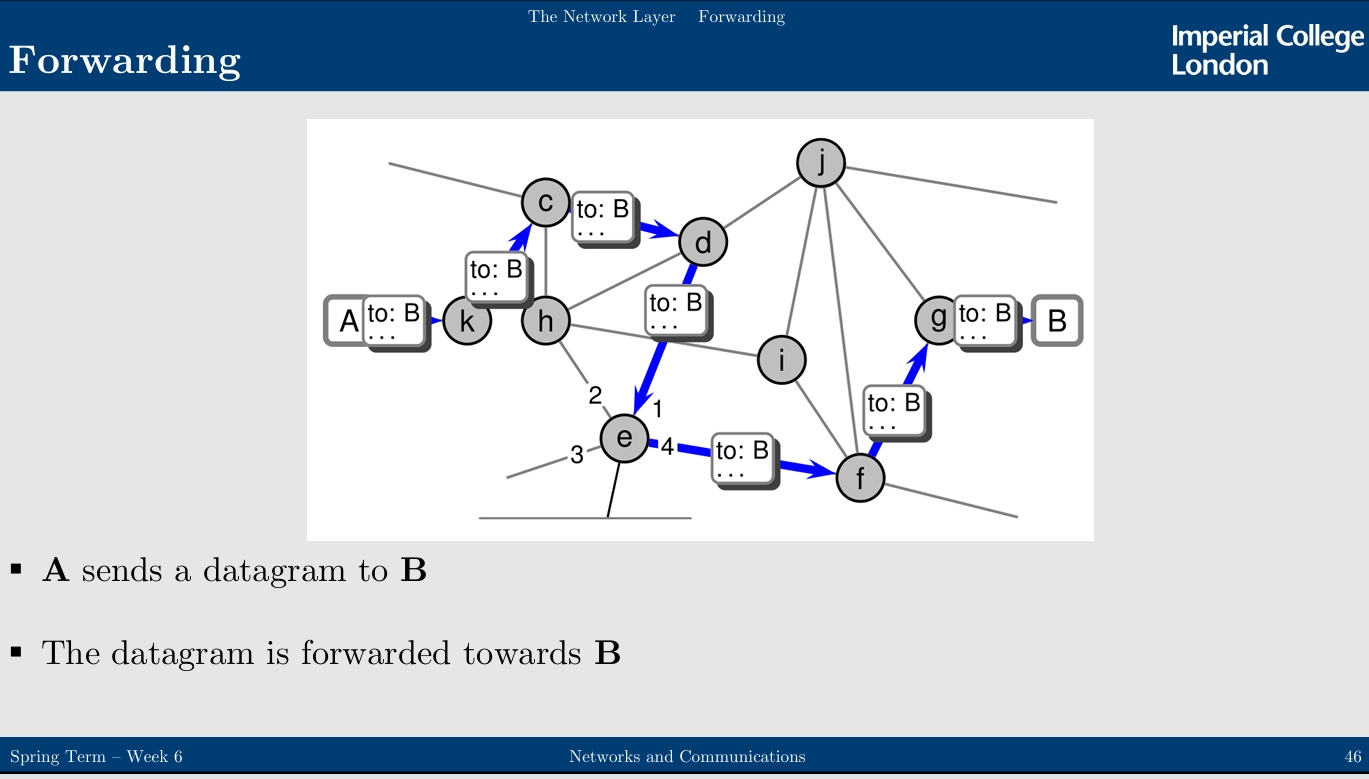 The Network Layer Forwarding
Forwarding
Imperial College
London
j
c
to: B
...
d
to: B
...
A
to: B
...
k
h
to: B
...
g
to: B
...
B
i
2
1
to: B
...
e
4
3
to: B
...
f
▪ A sends a datagram to B
▪ The datagram is forwarded towards B
Spring Term – Week 6
Networks and Communications
46